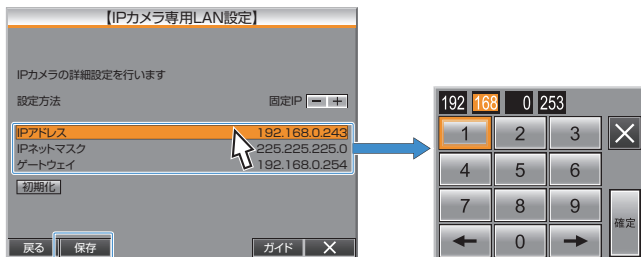 【IPカメラ専用LAN設定】
IPカメラの詳細設定を行います
設定方法 固定IP － ＋
IPアドレス 192.168.0.243
IPネットマスク 225.225.225.0
ゲートウェイ 192.168.0.254
初期化
戻る 保存 ガイド ╳
192 168 0 253
1 2 3 ╳
4 5 6
7 8 9
← 0 → 確定